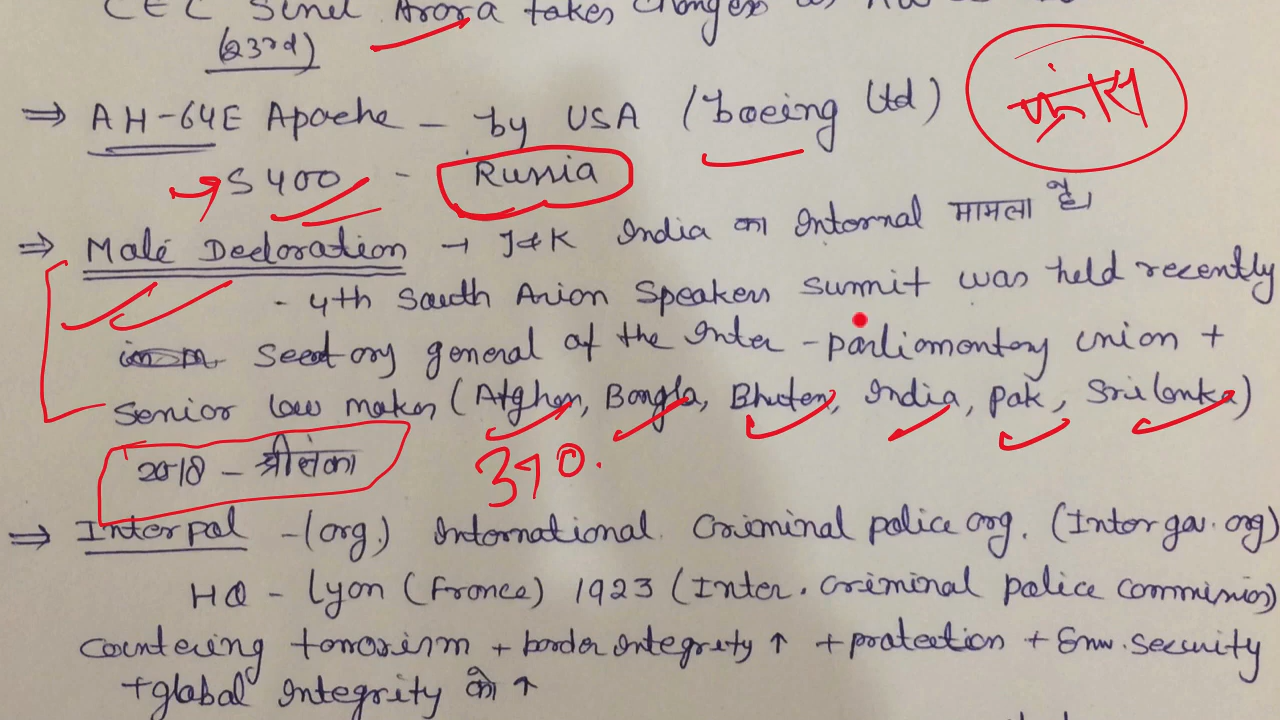 CEC Sunil Arora takes charges as
(23rd)
⇒ AH-64E Apache - by USA (boeing Ltd) फ्रांस
→ S 400 - Russia
⇒ Malé Declaration → J&K India का Internal मामला है।
- 4th South Asian Speakers summit was held recently
Secretary general of the Inter-parliamentary union +
Senior law maker (Afghan, Bangla, Bhutan, India, Pak, Sri lanka)
2018 - श्रीलंका 370.
⇒ Interpol - (org.) International Criminal police org. (Inter gov. org)
HQ - Lyon (France) 1923 (Inter. Criminal police commission)
countering terrorism + border integrity ↑ + protection + Env. security
+ global Integrity को ↑